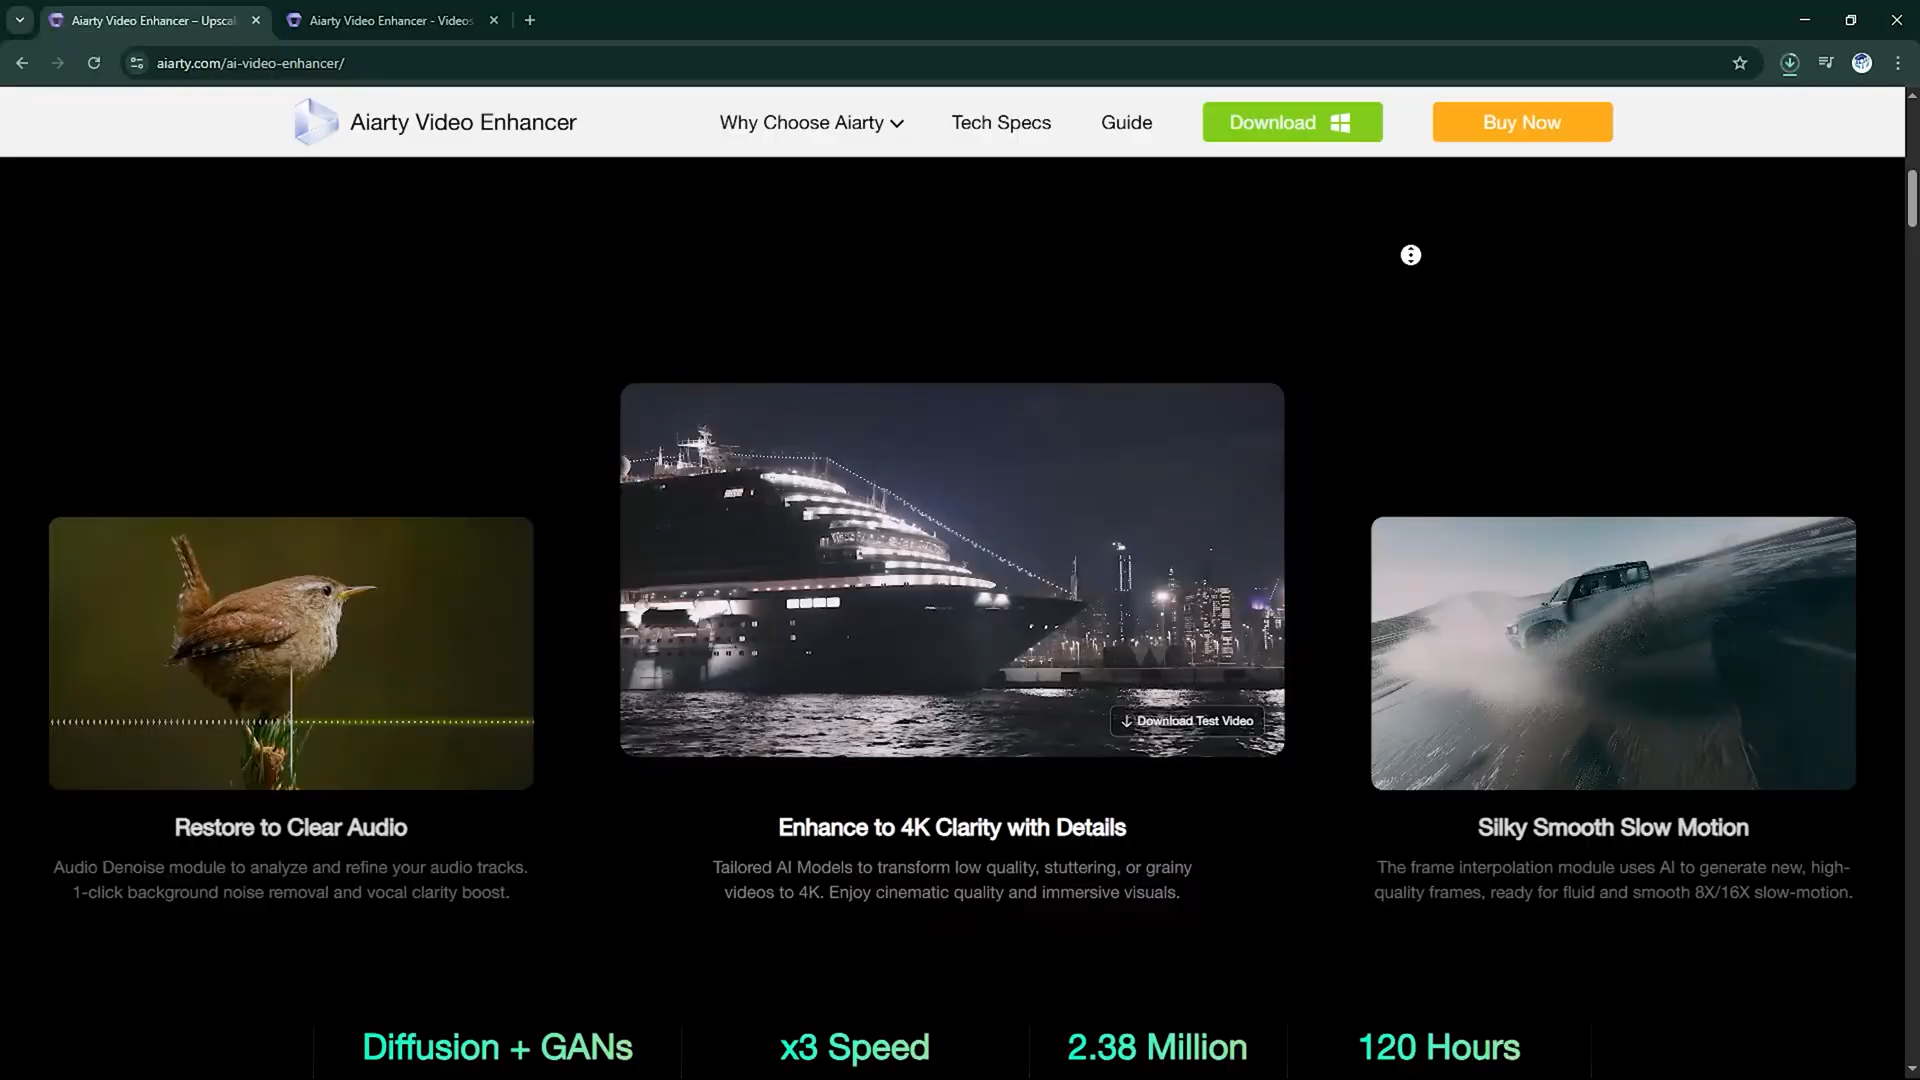 Aiarty Video Enhancer – Upscal
Aiarty Video Enhancer - Videos
aiarty.com/ai-video-enhancer/
Aiarty Video Enhancer
Why Choose Aiarty
Tech Specs
Guide
Download
Buy Now
Download Test Video
Restore to Clear Audio
Audio Denoise module to analyze and refine your audio tracks.
1-click background noise removal and vocal clarity boost.
Enhance to 4K Clarity with Details
Tailored AI Models to transform low quality, stuttering, or grainy
videos to 4K. Enjoy cinematic quality and immersive visuals.
Silky Smooth Slow Motion
The frame interpolation module uses AI to generate new, high-
quality frames, ready for fluid and smooth 8X/16X slow-motion.
Diffusion + GANs
x3 Speed
2.38 Million
120 Hours